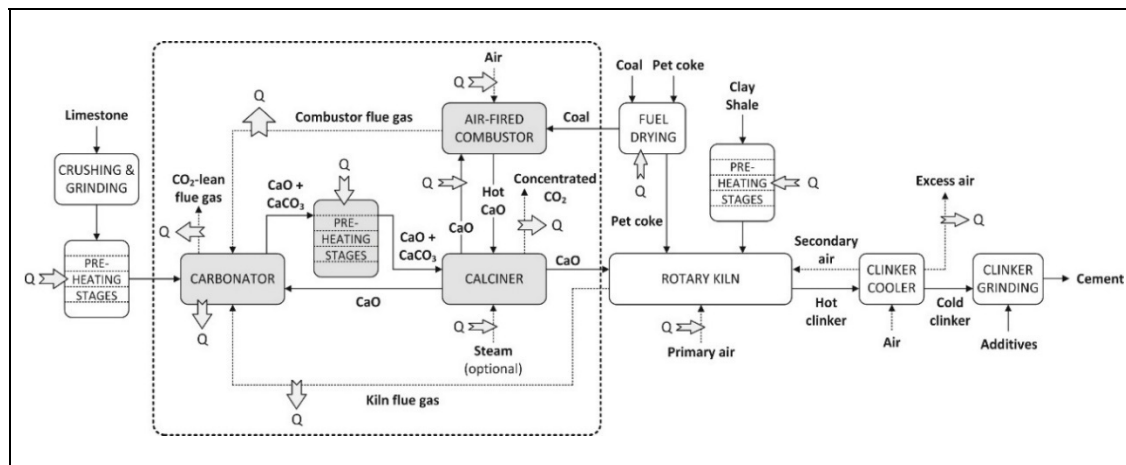 Limestone
CRUSHING &
GRINDING
Q
PRE-
HEATING
STAGES
CO₂-lean
flue gas
Q
Q
Combustor flue gas
CaO +
CaCO₃
Q
PRE-
HEATING
STAGES
CaO +
CaCO₃
CARBONATOR
Q
CaO
Kiln flue gas
Q
Air
Q
AIR-FIRED
COMBUSTOR
Coal
Q
CaO
Hot
CaO
Concentrated
CO₂
Q
CALCINER
CaO
Q
Steam
(optional)
Coal
Pet coke
FUEL
DRYING
Q
Pet coke
Clay
Shale
PRE-
HEATING
STAGES
Q
ROTARY KILN
Q
Primary air
Secondary
air
Hot
clinker
Excess air
Q
CLINKER
COOLER
Air
Cold
clinker
CLINKER
GRINDING
Additives
Cement